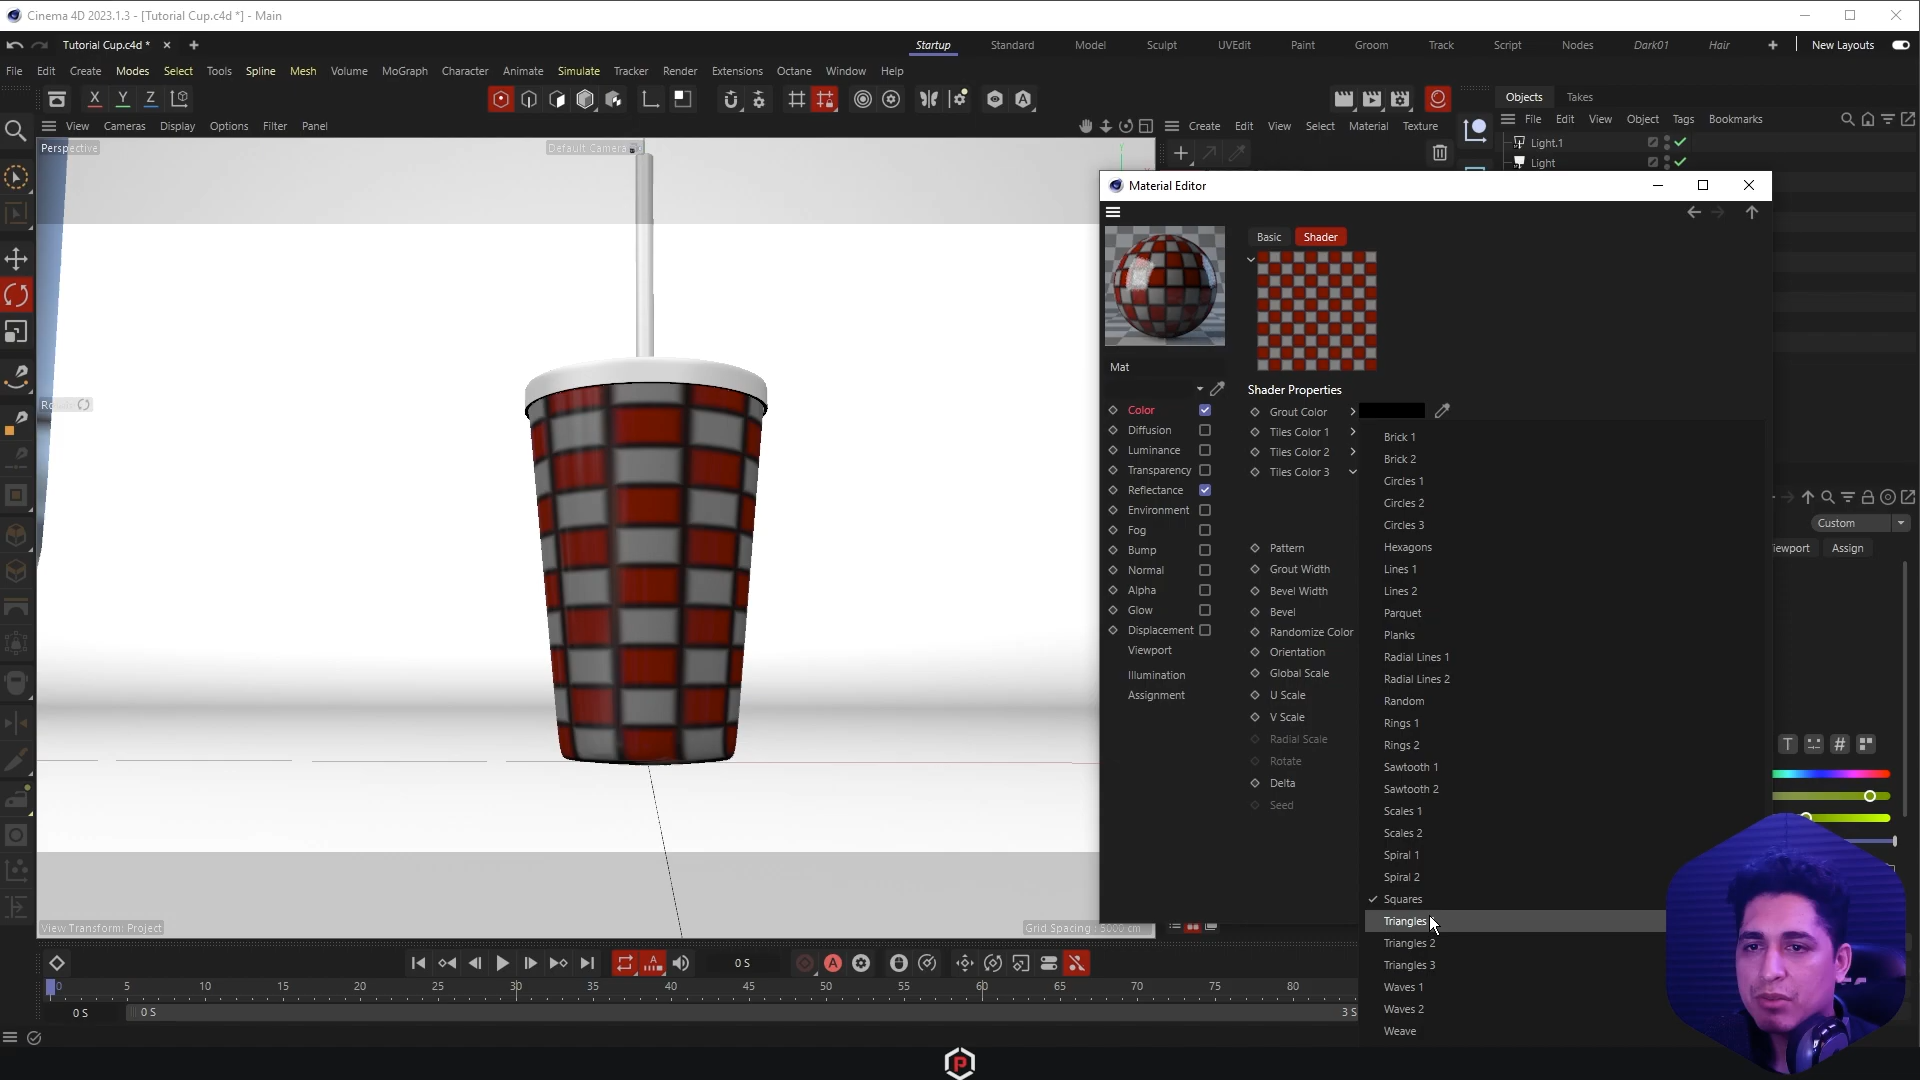 Cinema 4D 2023.1.3 - [Tutorial Cup.c4d *] - Main
Tutorial Cup.c4d *
Startup Standard Model Sculpt UVEdit Paint Groom Track Script Nodes Dark01 Hair New Layouts
File Edit Create Modes Select Tools Spline Mesh Volume MoGraph Character Animate Simulate Tracker Render Extensions Octane Window Help
X Y Z
Objects Takes
View Cameras Display Options Filter Panel
Create Edit View Select Material Texture
File Edit View Object Tags Bookmarks
Perspective
Default Camera
Y
Light.1
Light
Material Editor
Basic Shader
Mat
Shader Properties
Color
Diffusion
Luminance
Transparency
Reflectance
Environment
Fog
Bump
Normal
Alpha
Glow
Displacement
Viewport
Illumination
Assignment
Grout Color
Tiles Color 1
Tiles Color 2
Tiles Color 3
Pattern
Grout Width
Bevel Width
Bevel
Randomize Color
Orientation
Global Scale
U Scale
V Scale
Radial Scale
Rotate
Delta
Seed
Brick 1
Brick 2
Circles 1
Circles 2
Circles 3
Hexagons
Lines 1
Lines 2
Parquet
Planks
Radial Lines 1
Radial Lines 2
Random
Rings 1
Rings 2
Sawtooth 1
Sawtooth 2
Scales 1
Scales 2
Spiral 1
Spiral 2
Squares
Triangles
Triangles 2
Triangles 3
Waves 1
Waves 2
Weave
Custom
Assign
T #
View Transform: Project
Grid Spacing : 5000 cm
A 0 S A
0 5 10 15 20 25 30 35 40 45 50 55 60 65 70 75 80
0 S 0 S 3 S
P